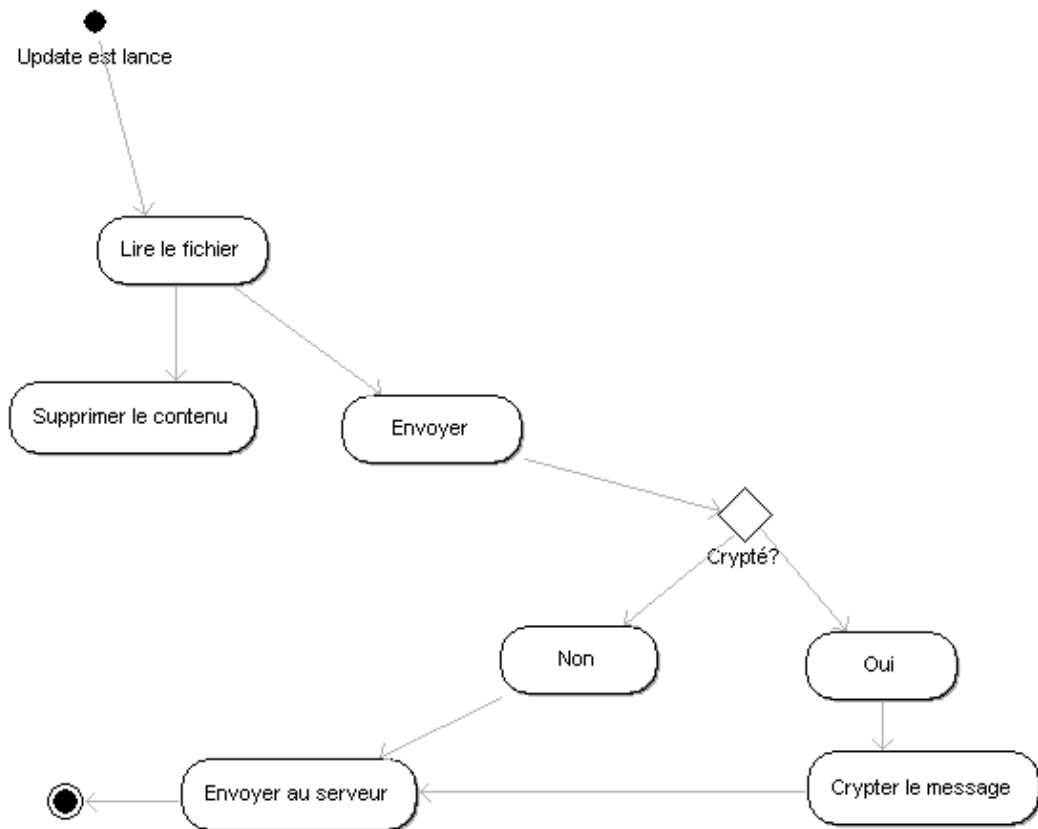 Update est lance
Lire le fichier
Supprimer le contenu
Envoyer
Crypté?
Non
Oui
Envoyer au serveur
Crypter le message